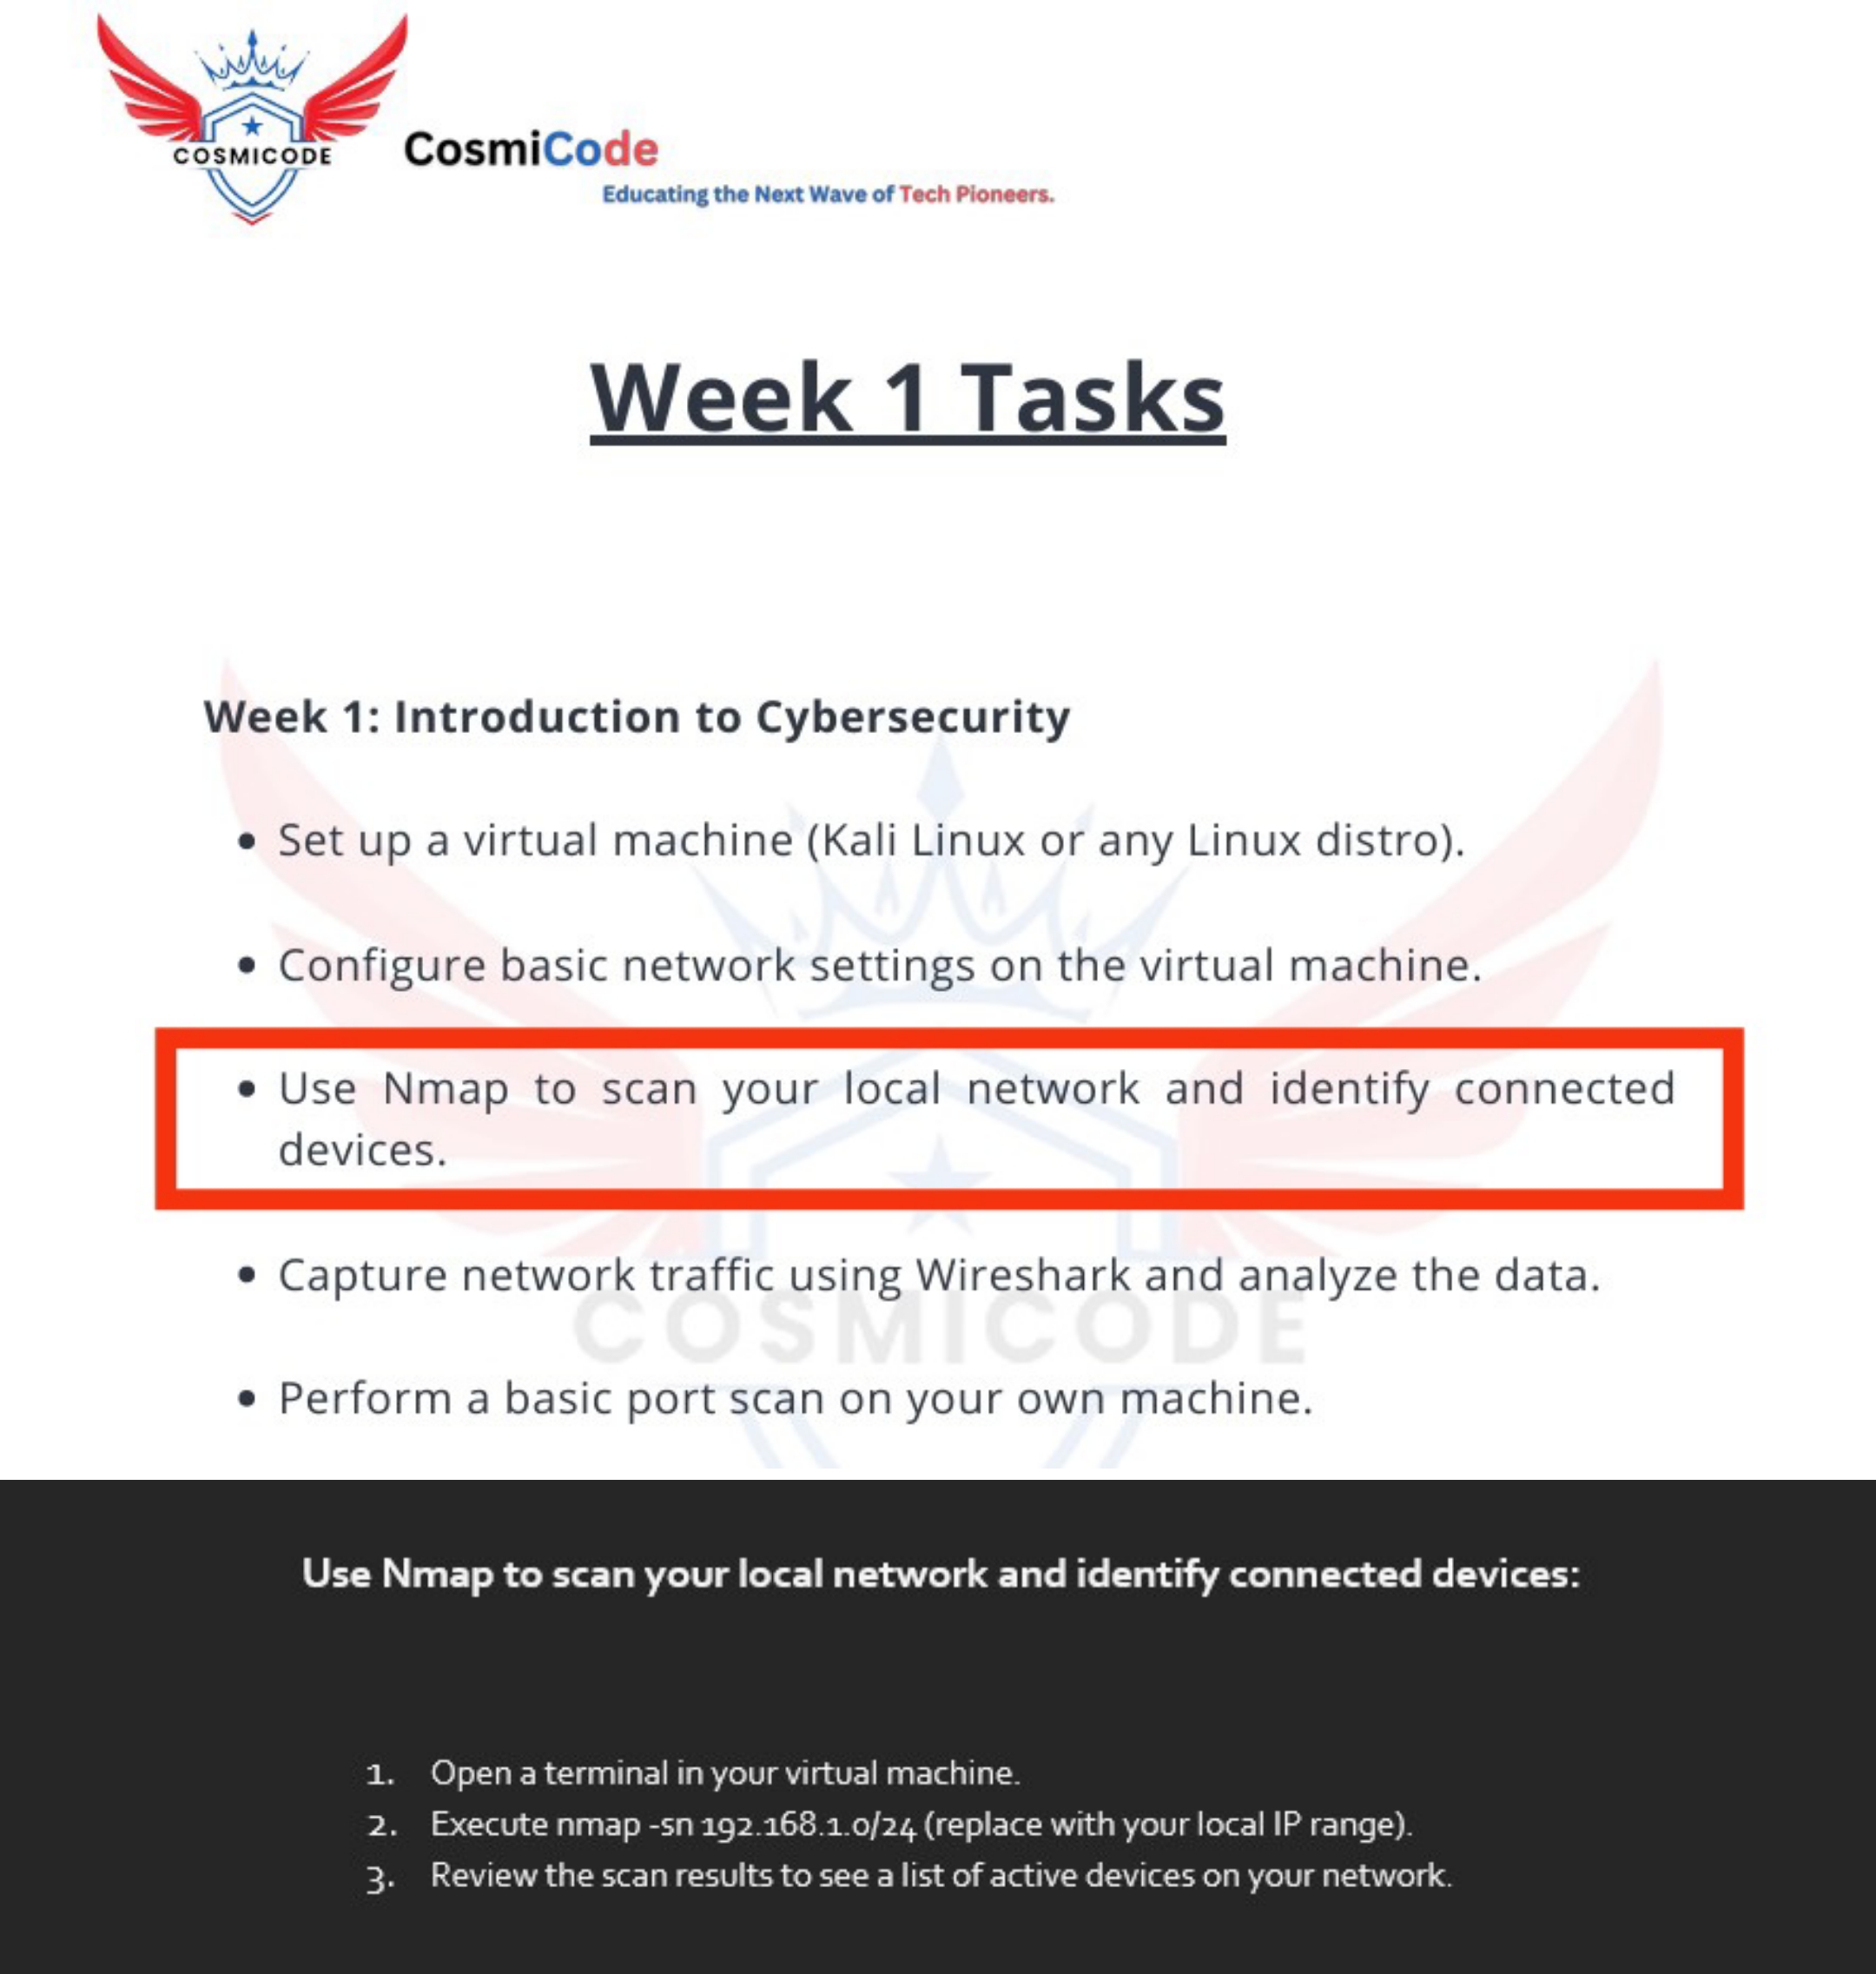 COSMICODE
CosmiCode
Educating the Next Wave of Tech Pioneers.
Week 1 Tasks
Week 1: Introduction to Cybersecurity
• Set up a virtual machine (Kali Linux or any Linux distro).
• Configure basic network settings on the virtual machine.
• Use Nmap to scan your local network and identify connected
devices.
• Capture network traffic using Wireshark and analyze the data.
COSMICODE
• Perform a basic port scan on your own machine.
Use Nmap to scan your local network and identify connected devices:
1. Open a terminal in your virtual machine.
2. Execute nmap -sn 192.168.1.0/24 (replace with your local IP range).
3. Review the scan results to see a list of active devices on your network.